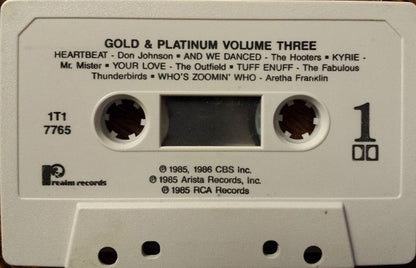 GOLD & PLATINUM VOLUME THREE
HEARTBEAT - Don Johnson ▪ AND WE DANCED - The Hooters ▪ KYRIE -
Mr. Mister ▪ YOUR LOVE - The Outfield ▪ TUFF ENUFF - The Fabulous
Thunderbirds ▪ WHO'S ZOOMIN' WHO - Aretha Franklin
1T1
7765
1
realm records
℗ 1985, 1986 CBS Inc.
℗ 1985 Arista Records, Inc.
℗ 1985 RCA Records